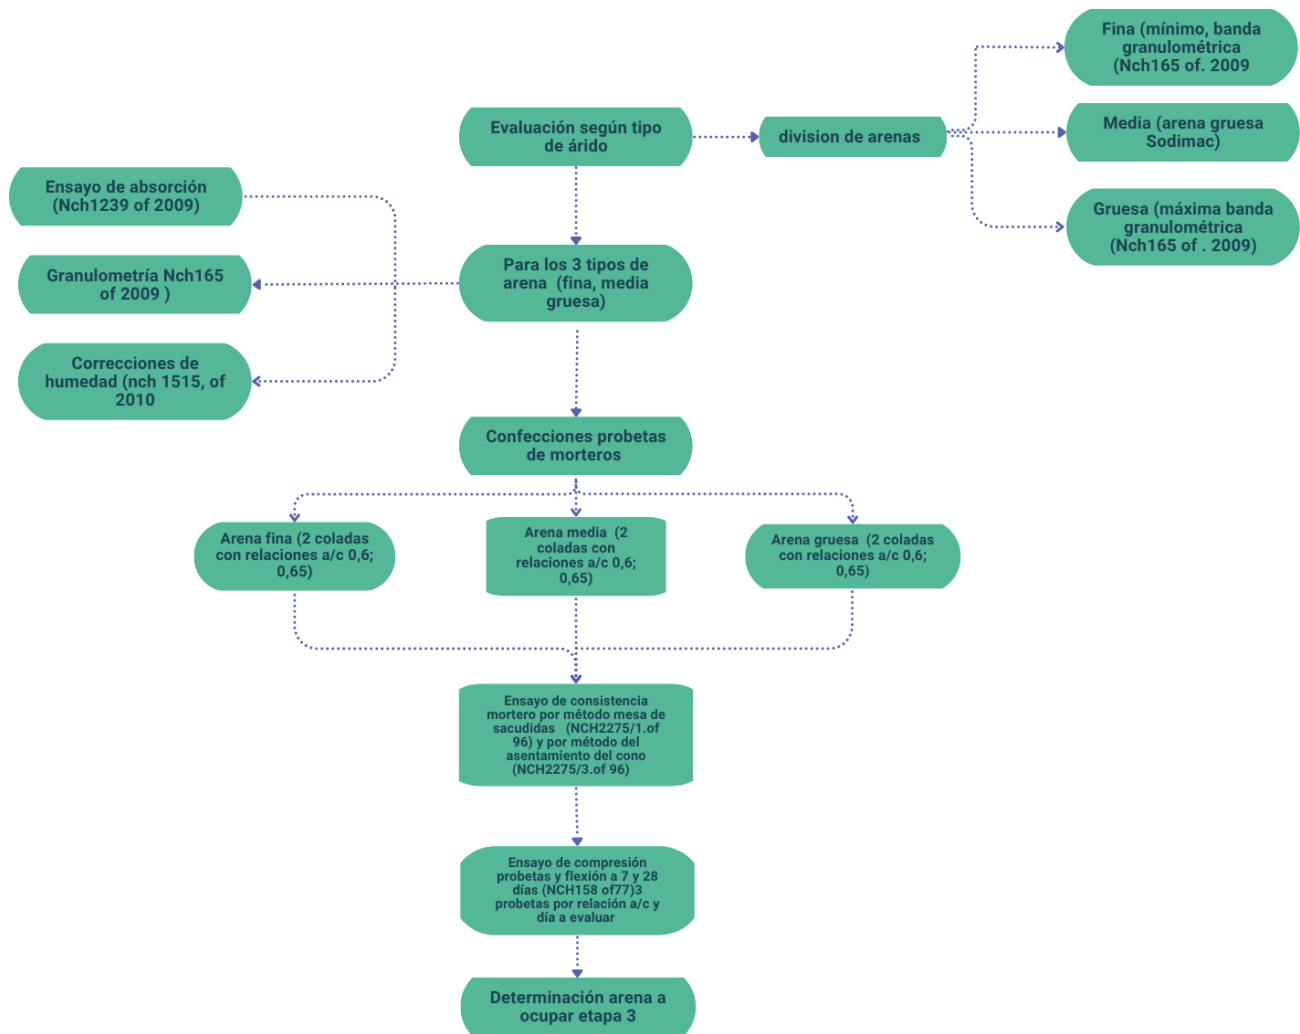 Evaluación según tipo
de árido
division de arenas
Fina (mínimo, banda
granulométrica
(Nch165 of. 2009
Media (arena gruesa
Sodimac)
Gruesa (máxima banda
granulométrica
(Nch165 of . 2009)
Ensayo de absorción
(Nch1239 of 2009)
Granulometría Nch165
of 2009 )
Correcciones de
humedad (nch 1515, of
2010
Para los 3 tipos de
arena (fina, media
gruesa)
Confecciones probetas
de morteros
Arena fina (2 coladas
con relaciones a/c 0,6;
0,65)
Arena media (2
coladas con
relaciones a/c 0,6;
0,65)
Arena gruesa (2 coladas
con relaciones a/c 0,6;
0,65)
Ensayo de consistencia
mortero por método mesa de
sacudidas (NCH2275/1.of
96) y por método del
asentamiento del cono
(NCH2275/3.of 96)
Ensayo de compresión
probetas y flexión a 7 y 28
días (NCH158 of77)3
probetas por relación a/c y
día a evaluar
Determinación arena a
ocupar etapa 3